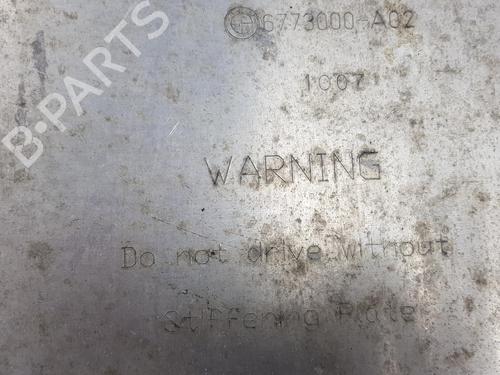 6773000-A02
1007
WARNING
Do not drive without
Stiffening Plate
B-PARTS